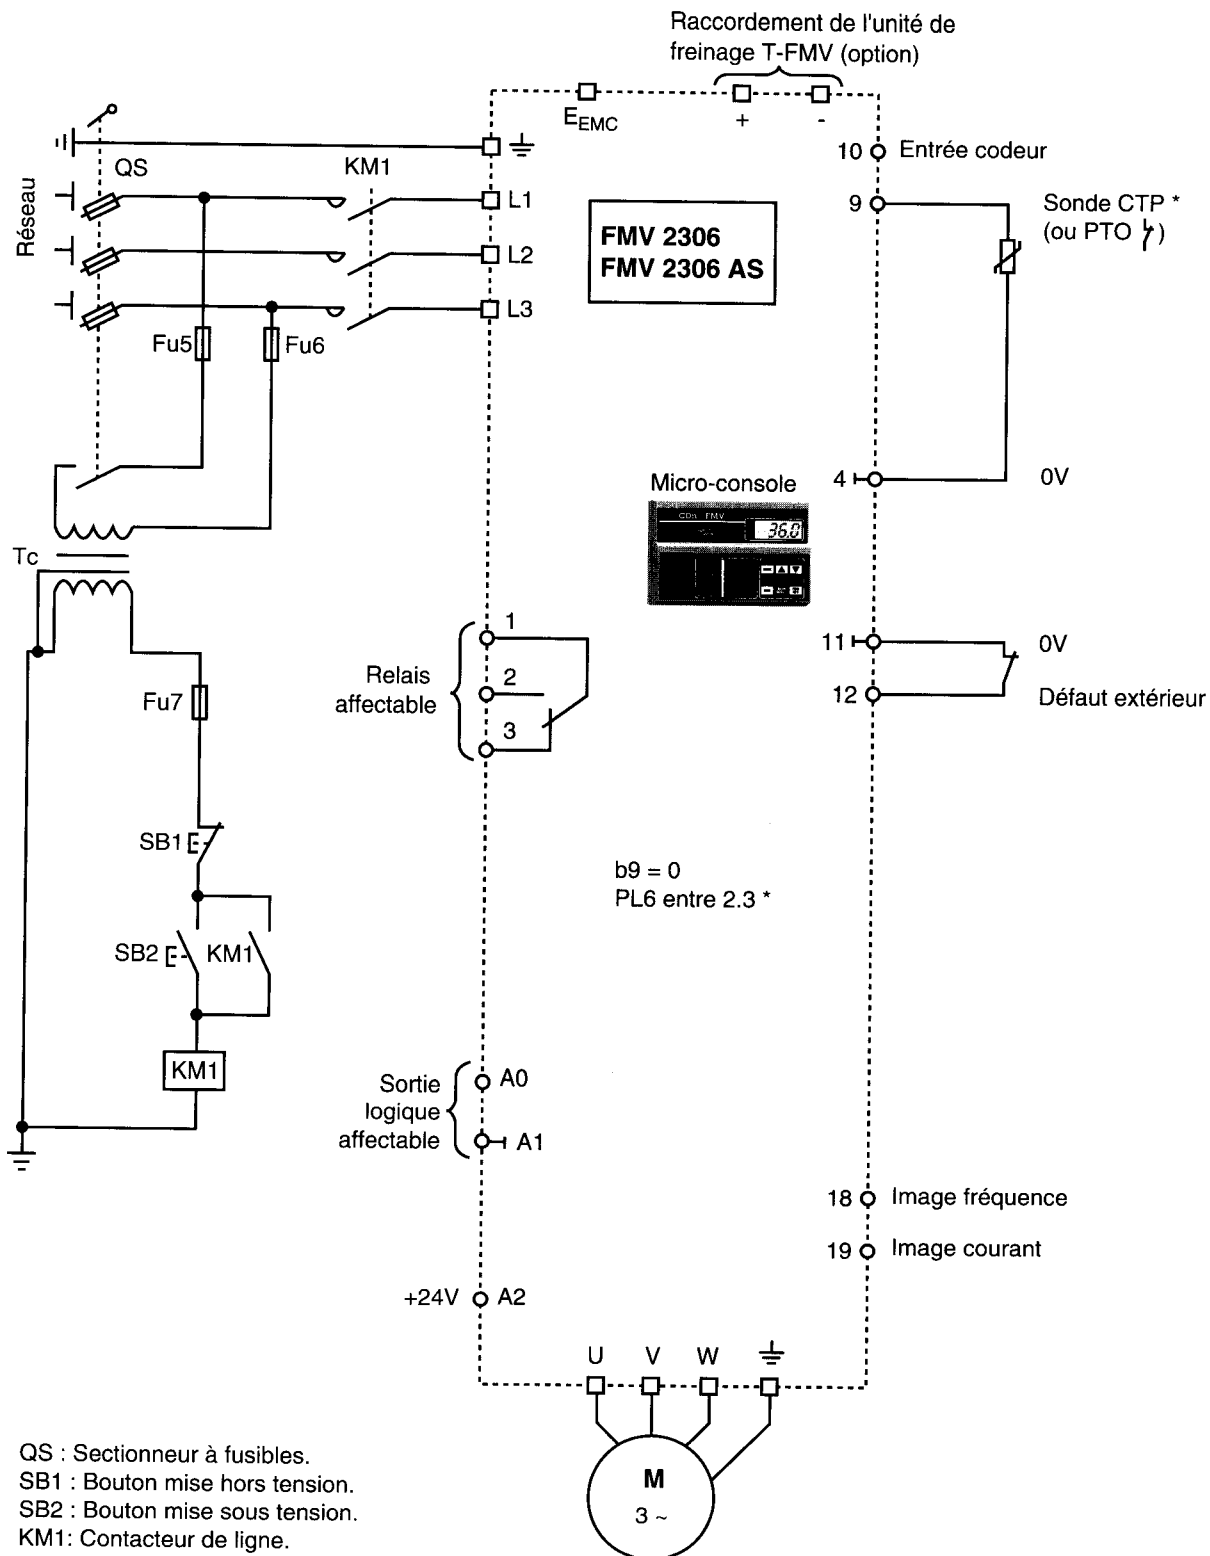 Raccordement de l'unité de
freinage T-FMV (option)
EEMC
+
-
10
Entrée codeur
QS
KM1
Réseau
L1
9
Sonde CTP *
(ou PTO )
FMV 2306
FMV 2306 AS
L2
L3
Fu5
Fu6
Micro-console
4
0V
CDn FMV
36.0
Tc
1
11
0V
Relais
affectable
2
12
Défaut extérieur
Fu7
3
SB1
b9 = 0
PL6 entre 2.3 *
SB2
KM1
KM1
Sortie
logique
affectable
A0
A1
18
Image fréquence
19
Image courant
+24V
A2
U
V
W
M
3 ~
QS : Sectionneur à fusibles.
SB1 : Bouton mise hors tension.
SB2 : Bouton mise sous tension.
KM1: Contacteur de ligne.